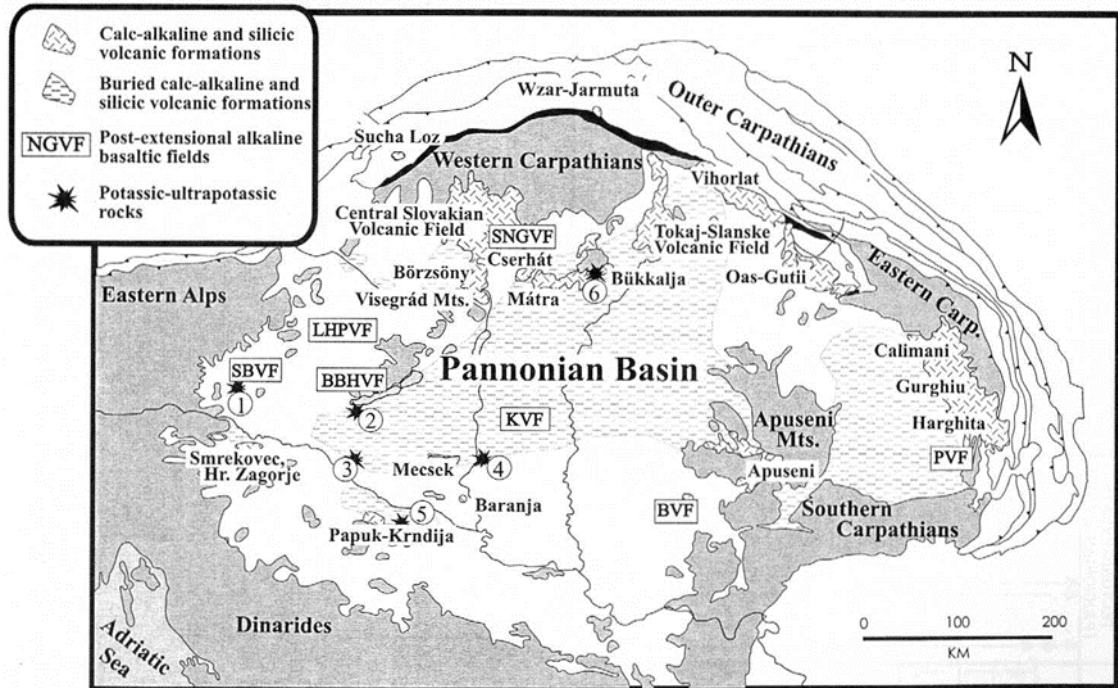 Calc-alkaline and silicic
volcanic formations
Buried calc-alkaline and
silicic volcanic formations
NGVF
Post-extensional alkaline
basaltic fields
Potassic-ultrapotassic
rocks
N
Wzar-Jarmuta
Outer Carpathians
Sucha Loz
Western Carpathians
Vihorlat
Central Slovakian
Volcanic Field
SNGVF
Tokaj-Slanske
Volcanic Field
Cserhát
Börzsöny
Bükkalja
Oas-Gutii
Eastern Carp.
Eastern Alps
Visegrád Mts.
Mátra
6
LHPVF
Calimani
SBVF
BBHVF
Pannonian Basin
Gurghiu
1
2
KVF
Apuseni
Mts.
Harghita
Smrekovec,
Hr. Zagorje
3
Mecsek
4
Apuseni
PVF
5
Baranja
BVF
Southern
Carpathians
Papuk-Krndija
Dinarides
Adriatic
Sea
0 100 200
KM